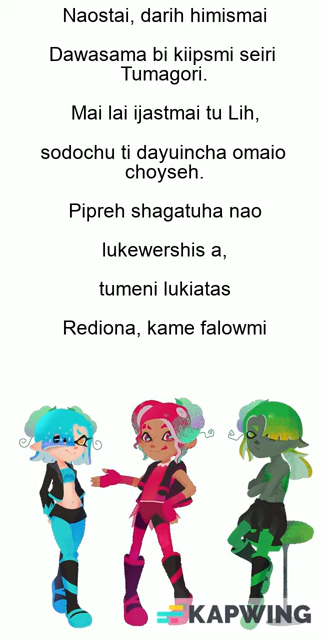 Naostai, darih himismai
Dawasama bi kiipsmi seiri
Tumagori.
Mai lai ijastmai tu Lih,
sodochu ti dayuincha omaio
choyseh.
Pipreh shagatuha nao
lukewershis a,
tumeni lukiatas
Rediona, kame falowmi
KAPWING